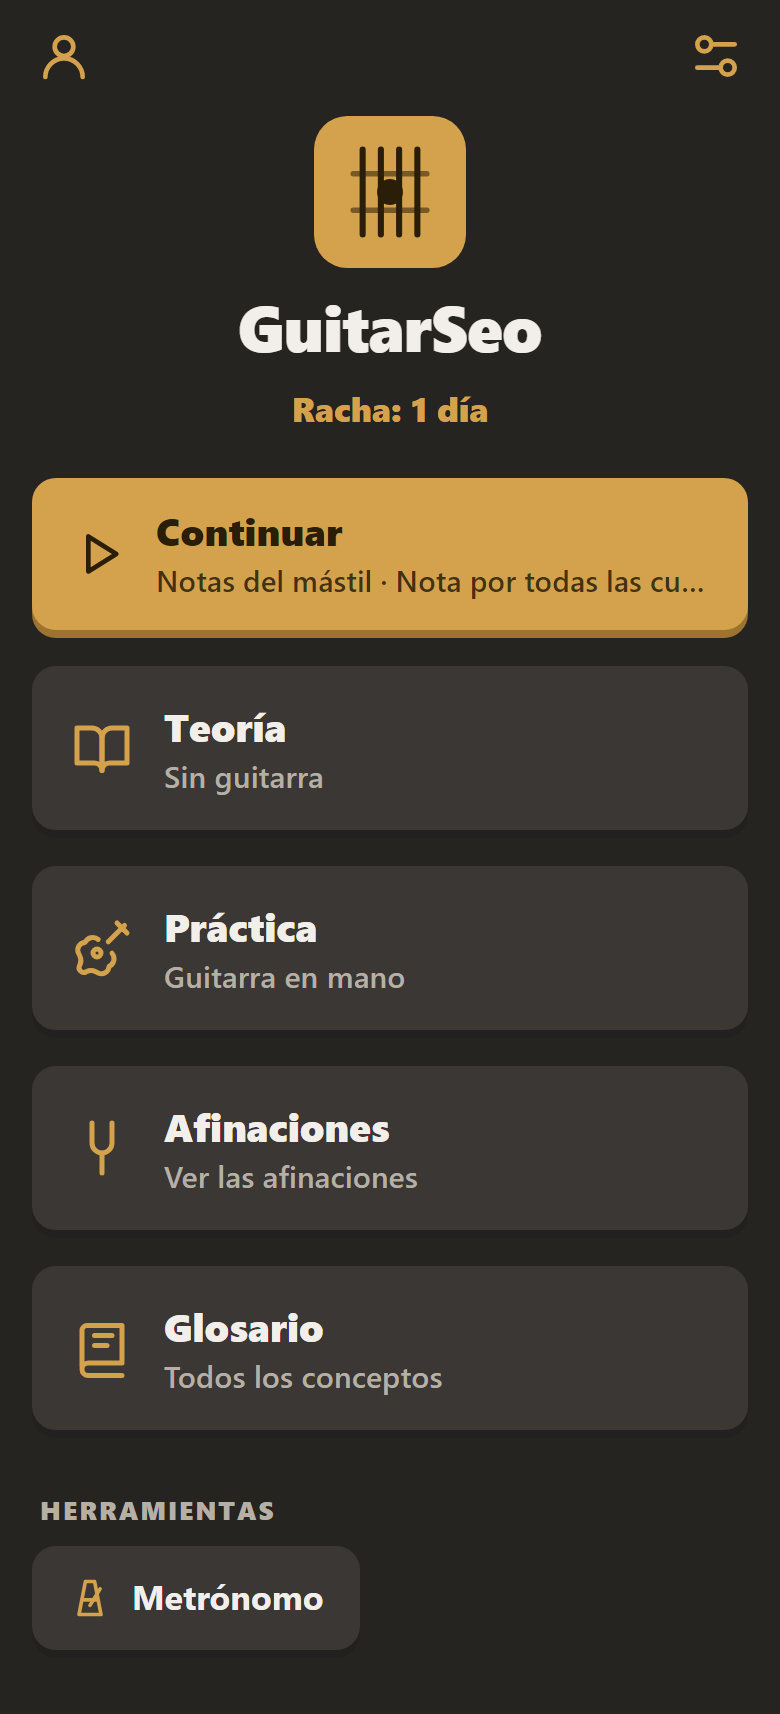 GuitarSeo
Racha: 1 día
Continuar
Notas del mástil · Nota por todas las cu...
Teoría
Sin guitarra
Práctica
Guitarra en mano
Afinaciones
Ver las afinaciones
Glosario
Todos los conceptos
HERRAMIENTAS
Metrónomo